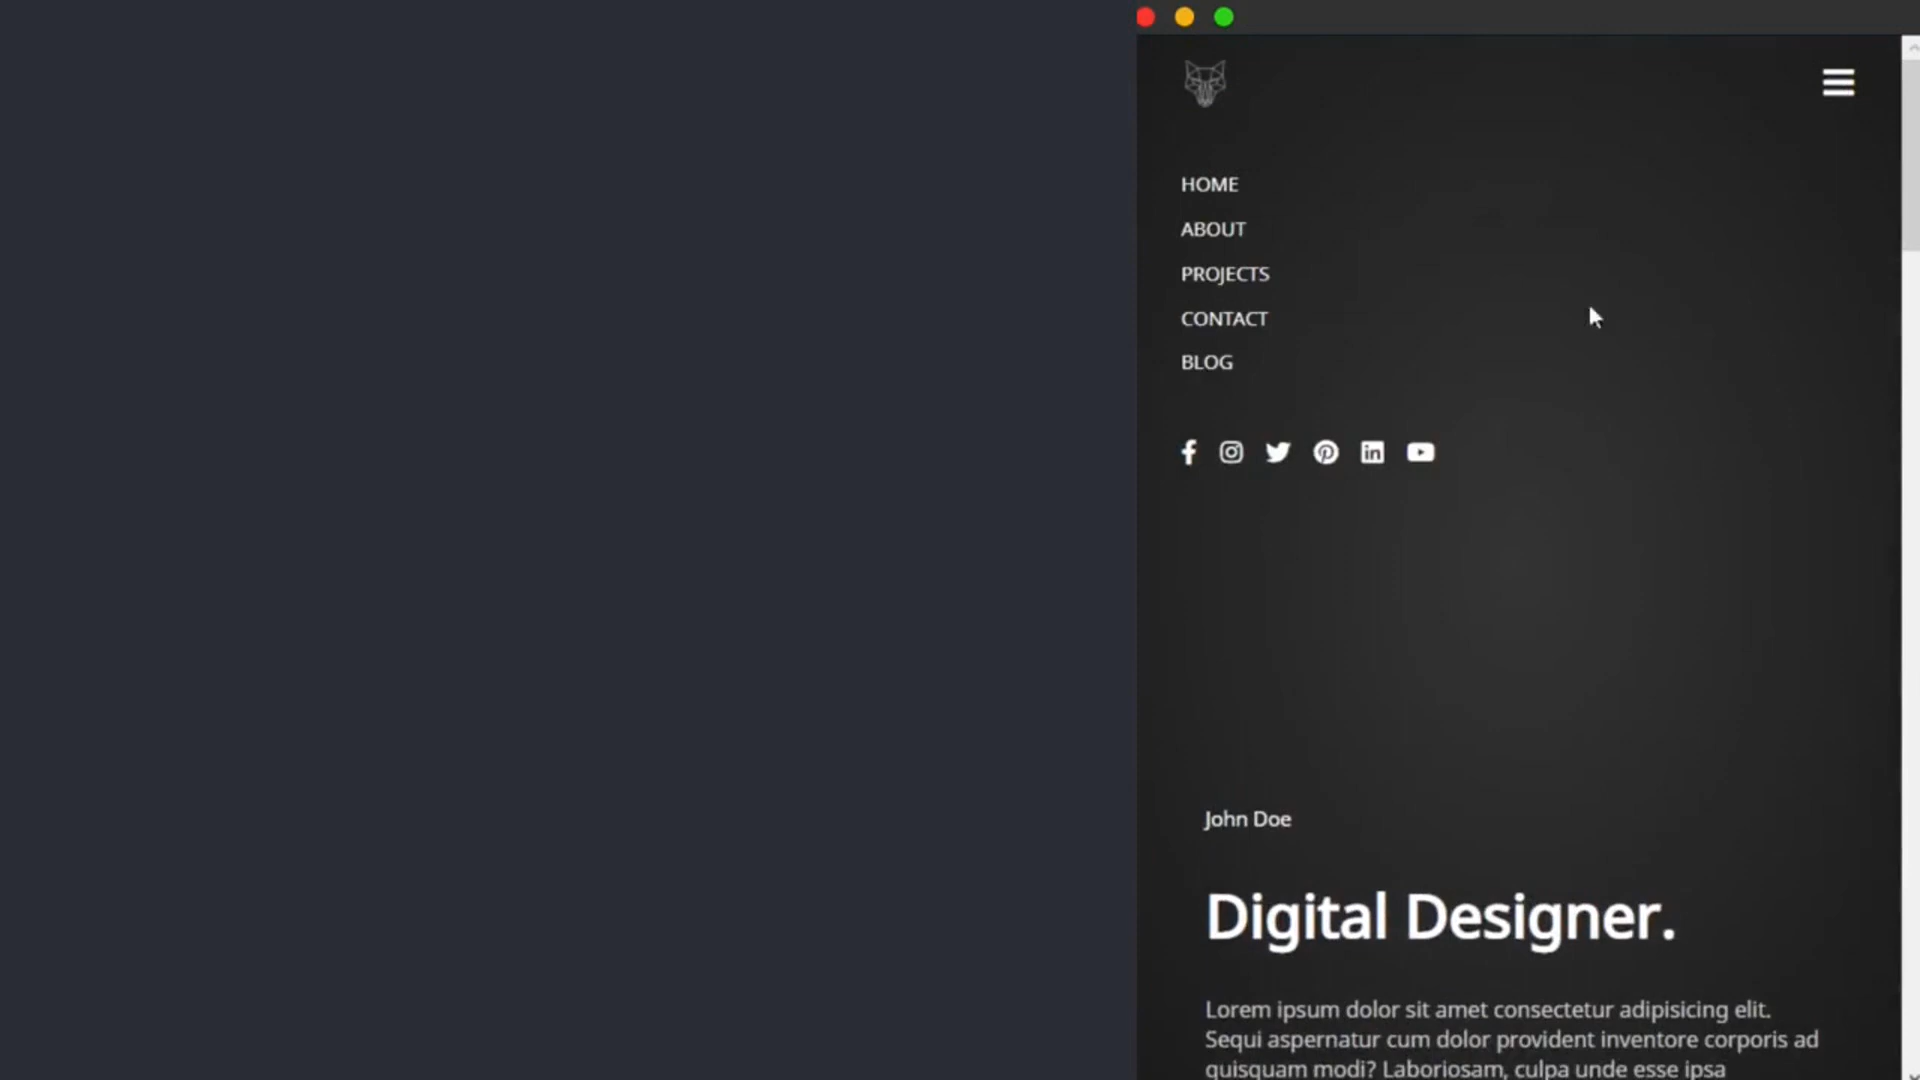 HOME
ABOUT
PROJECTS
CONTACT
BLOG
John Doe
Digital Designer.
Lorem ipsum dolor sit amet consectetur adipisicing elit.
Sequi aspernatur cum dolor provident inventore corporis ad
quisquam modi? Laboriosam, culpa unde esse ipsa